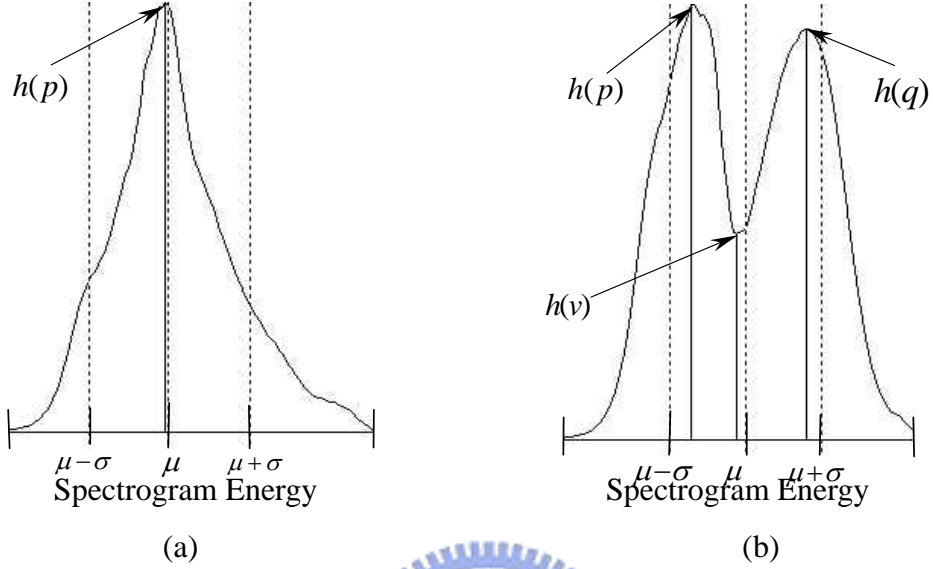 h(p)
μ−σ μ μ+σ
Spectrogram Energy
(a)
h(p)
h(q)
h(v)
μ−σ μ μ+σ
Spectrogram Energy
(b)